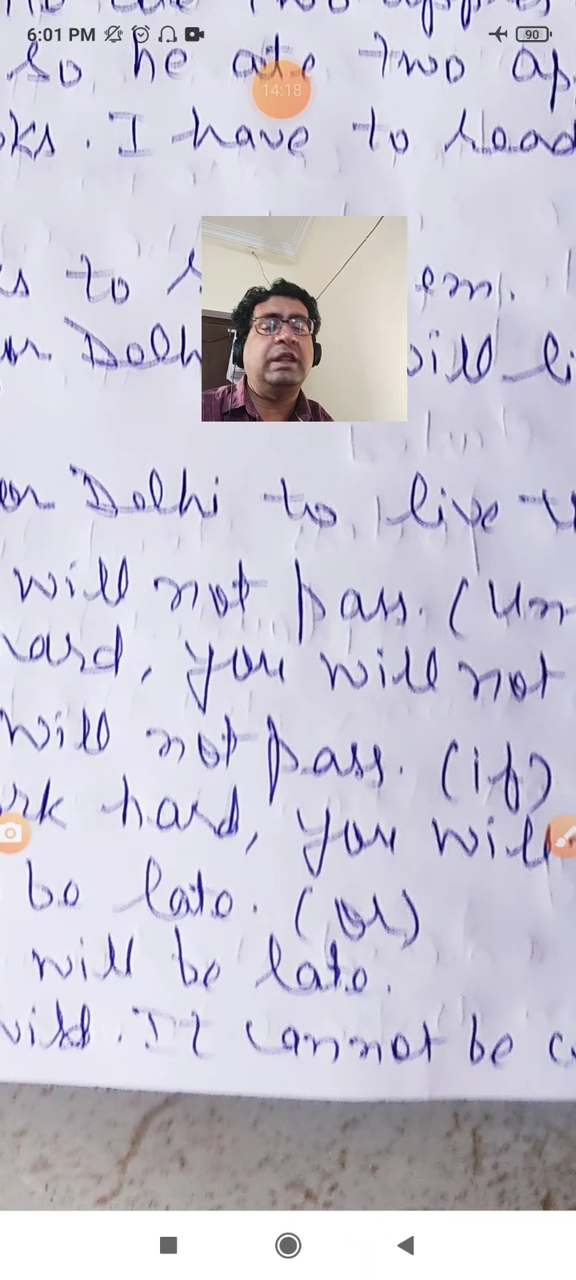 6:01 PM
90
14:18
so he ate two ap
oks. I have to read
to
Delh will li
Delhi to live
will not pass. (Un
ard, you will not
will not pass. (if)
rk hard, you will
be late. (or)
will be late.
It cannot be c